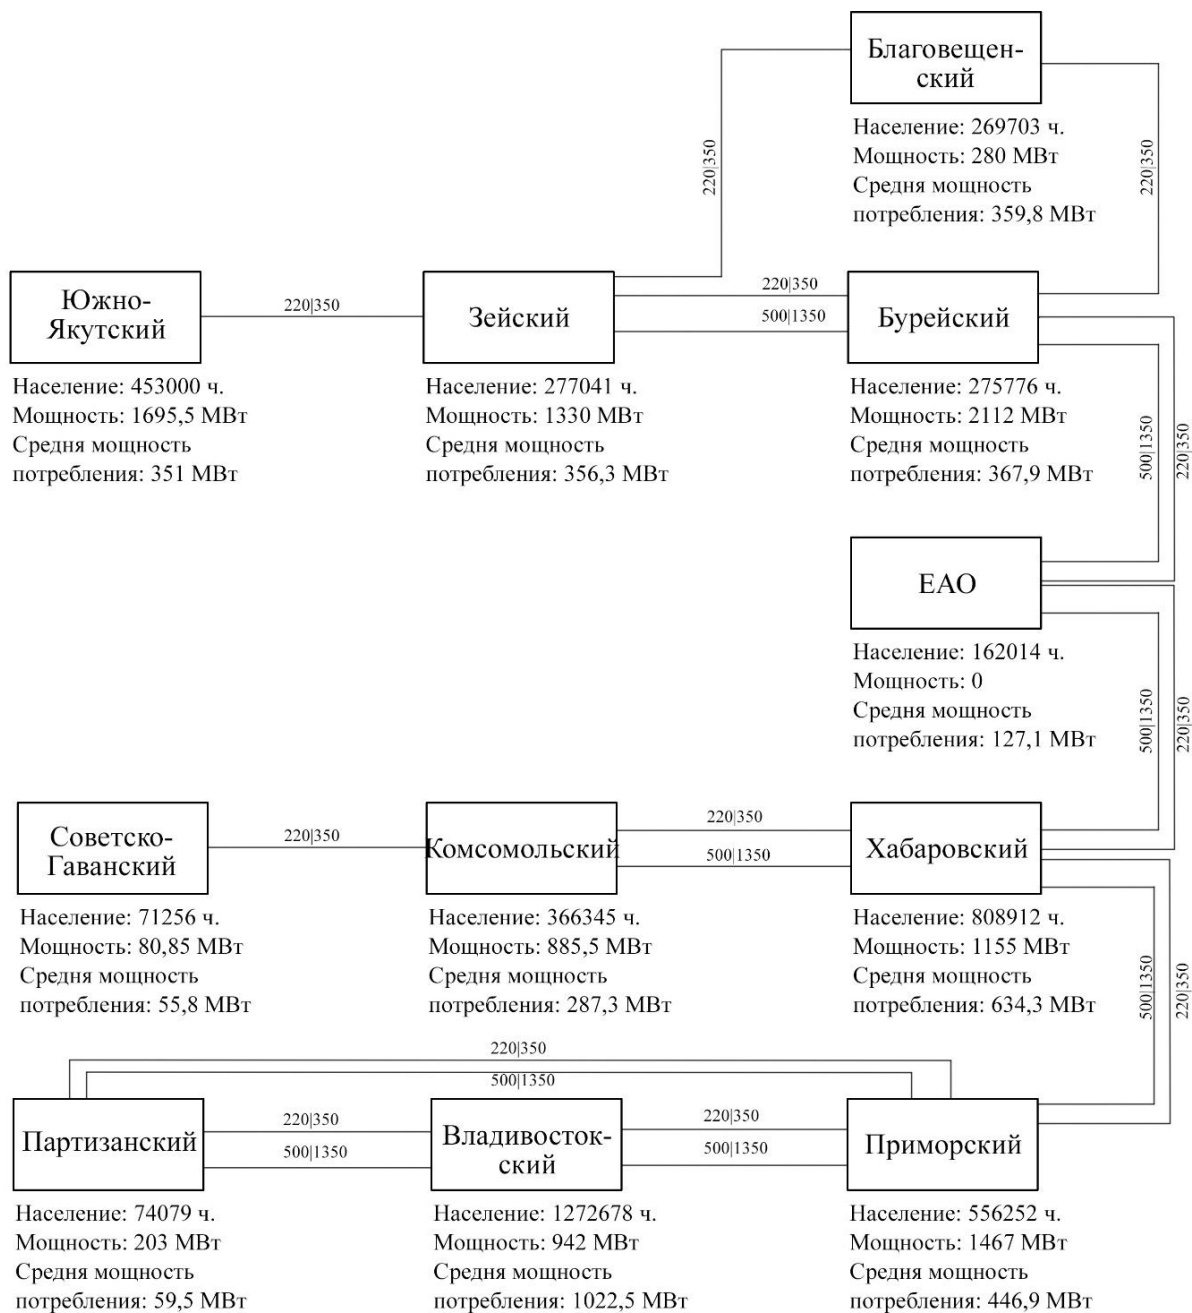 Благовещен-
ский
Население: 269703 ч.
Мощность: 280 МВт
Средня мощность
потребления: 359,8 МВт
220|350
220|350
Южно-
Якутский
Население: 453000 ч.
Мощность: 1695,5 МВт
Средня мощность
потребления: 351 МВт
220|350
Зейский
Население: 277041 ч.
Мощность: 1330 МВт
Средня мощность
потребления: 356,3 МВт
220|350
500|1350
Бурейский
Население: 275776 ч.
Мощность: 2112 МВт
Средня мощность
потребления: 367,9 МВт
500|1350
220|350
ЕАО
Население: 162014 ч.
Мощность: 0
Средня мощность
потребления: 127,1 МВт
500|1350
220|350
Советско-
Гаванский
Население: 71256 ч.
Мощность: 80,85 МВт
Средня мощность
потребления: 55,8 МВт
220|350
Комсомольский
Население: 366345 ч.
Мощность: 885,5 МВт
Средня мощность
потребления: 287,3 МВт
220|350
500|1350
Хабаровский
Население: 808912 ч.
Мощность: 1155 МВт
Средня мощность
потребления: 634,3 МВт
500|1350
220|350
220|350
500|1350
Партизанский
Население: 74079 ч.
Мощность: 203 МВт
Средня мощность
потребления: 59,5 МВт
220|350
500|1350
Владивосток-
ский
Население: 1272678 ч.
Мощность: 942 МВт
Средня мощность
потребления: 1022,5 МВт
220|350
500|1350
Приморский
Население: 556252 ч.
Мощность: 1467 МВт
Средня мощность
потребления: 446,9 МВт